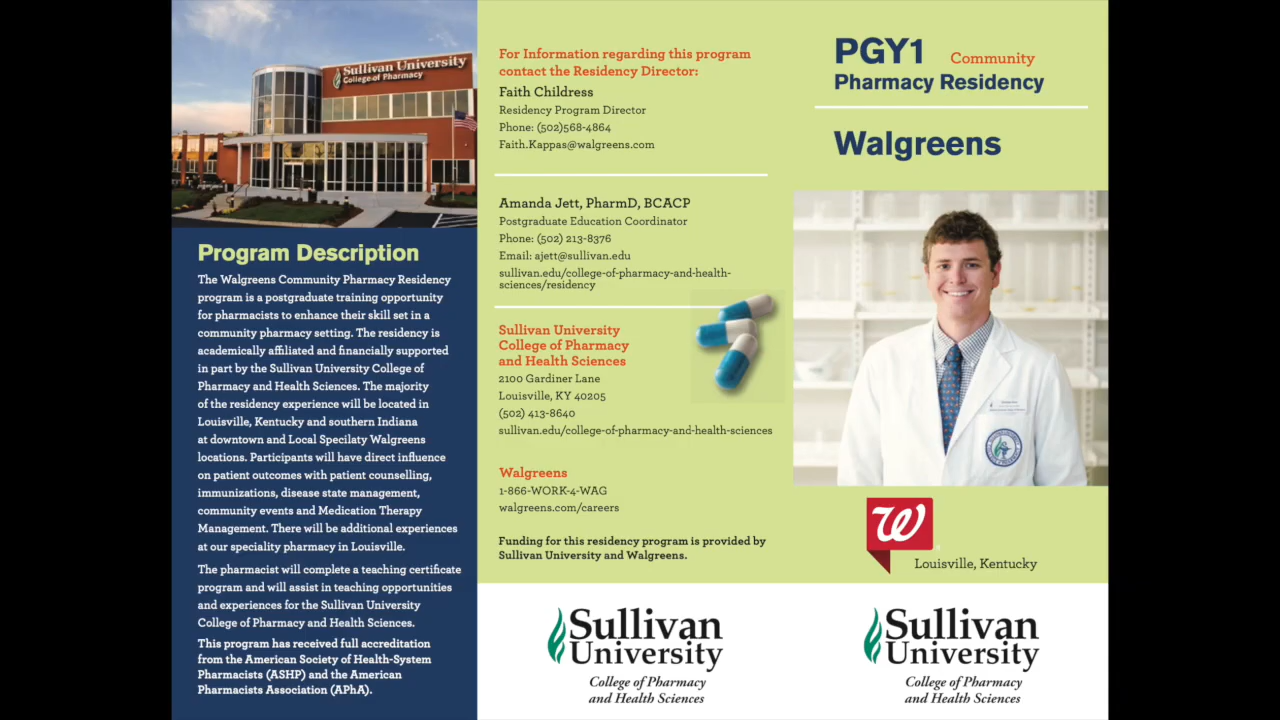 Sullivan University
College of Pharmacy
Program Description
The Walgreens Community Pharmacy Residency
program is a postgraduate training opportunity
for pharmacists to enhance their skill set in a
community pharmacy setting. The residency is
academically affiliated and financially supported
in part by the Sullivan University College of
Pharmacy and Health Sciences. The majority
of the residency experience will be located in
Louisville, Kentucky and southern Indiana
at downtown and Local Specilaty Walgreens
locations. Participants will have direct influence
on patient outcomes with patient counselling,
immunizations, disease state management,
community events and Medication Therapy
Management. There will be additional experiences
at our speciality pharmacy in Louisville.
The pharmacist will complete a teaching certificate
program and will assist in teaching opportunities
and experiences for the Sullivan University
College of Pharmacy and Health Sciences.
This program has received full accreditation
from the American Society of Health-System
Pharmacists (ASHP) and the American
Pharmacists Association (APhA).
For Information regarding this program
contact the Residency Director:
Faith Childress
Residency Program Director
Phone: (502)568-4864
Faith.Kappas@walgreens.com
Amanda Jett, PharmD, BCACP
Postgraduate Education Coordinator
Phone: (502) 213-8376
Email: ajett@sullivan.edu
sullivan.edu/college-of-pharmacy-and-health-
sciences/residency
Sullivan University
College of Pharmacy
and Health Sciences
2100 Gardiner Lane
Louisville, KY 40205
(502) 413-8640
sullivan.edu/college-of-pharmacy-and-health-sciences
Walgreens
1-866-WORK-4-WAG
walgreens.com/careers
Funding for this residency program is provided by
Sullivan University and Walgreens.
Sullivan
University
College of Pharmacy
and Health Sciences
PGY1 Community
Pharmacy Residency
Walgreens
W
Louisville, Kentucky
Sullivan
University
College of Pharmacy
and Health Sciences